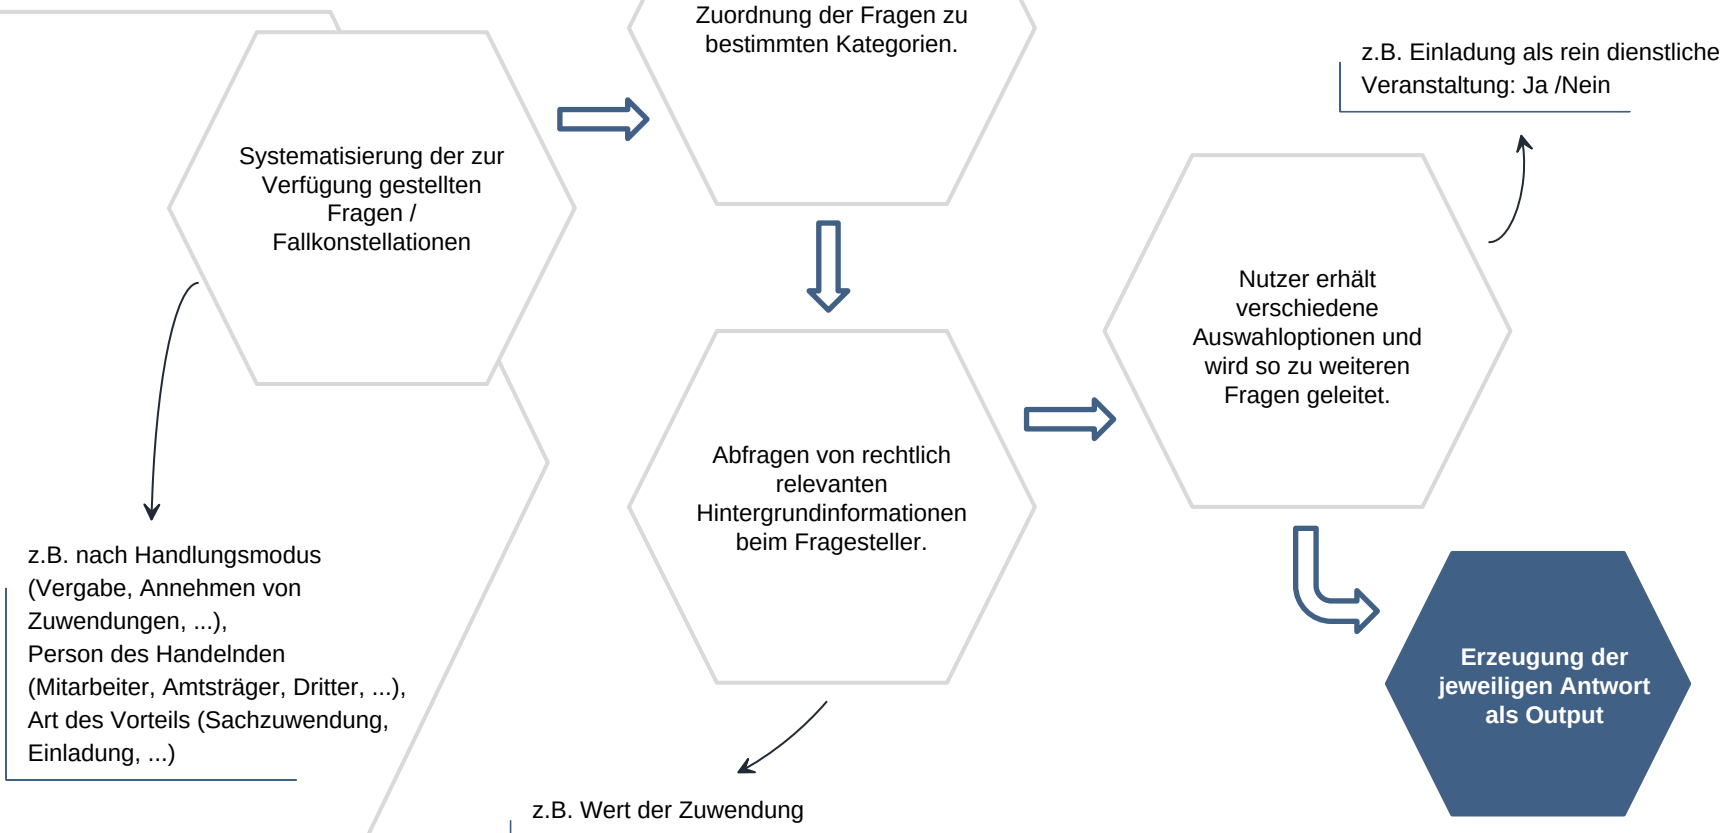 Zuordnung der Fragen zu
bestimmten Kategorien.
z.B. Einladung als rein dienstliche
Veranstaltung: Ja /Nein
Systematisierung der zur
Verfügung gestellten
Fragen /
Fallkonstellationen
Nutzer erhält
verschiedene
Auswahloptionen und
wird so zu weiteren
Fragen geleitet.
Abfragen von rechtlich
relevanten
Hintergrundinformationen
beim Fragesteller.
z.B. nach Handlungsmodus
(Vergabe, Annehmen von
Zuwendungen, ...),
Person des Handelnden
(Mitarbeiter, Amtsträger, Dritter, ...),
Art des Vorteils (Sachzuwendung,
Einladung, ...)
Erzeugung der
jeweiligen Antwort
als Output
z.B. Wert der Zuwendung